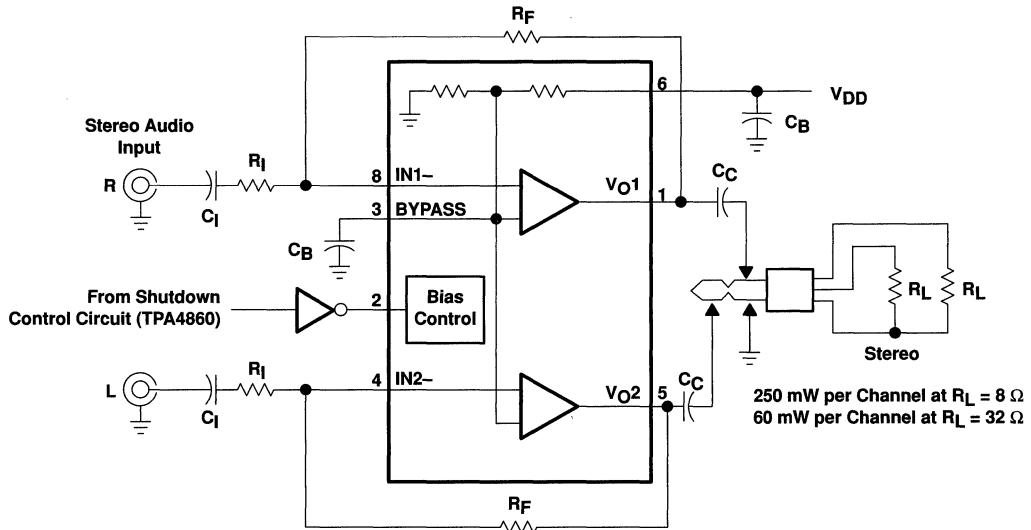 RF
6
VDD
CB
Stereo Audio
Input
RI
R
CI
8 IN1–
3 BYPASS
CB
VO1
1
CC
From Shutdown
Control Circuit (TPA4860)
2
Bias
Control
RL
RL
Stereo
L
RI
CI
4 IN2–
VO2
5
CC
250 mW per Channel at RL = 8 Ω
60 mW per Channel at RL = 32 Ω
RF